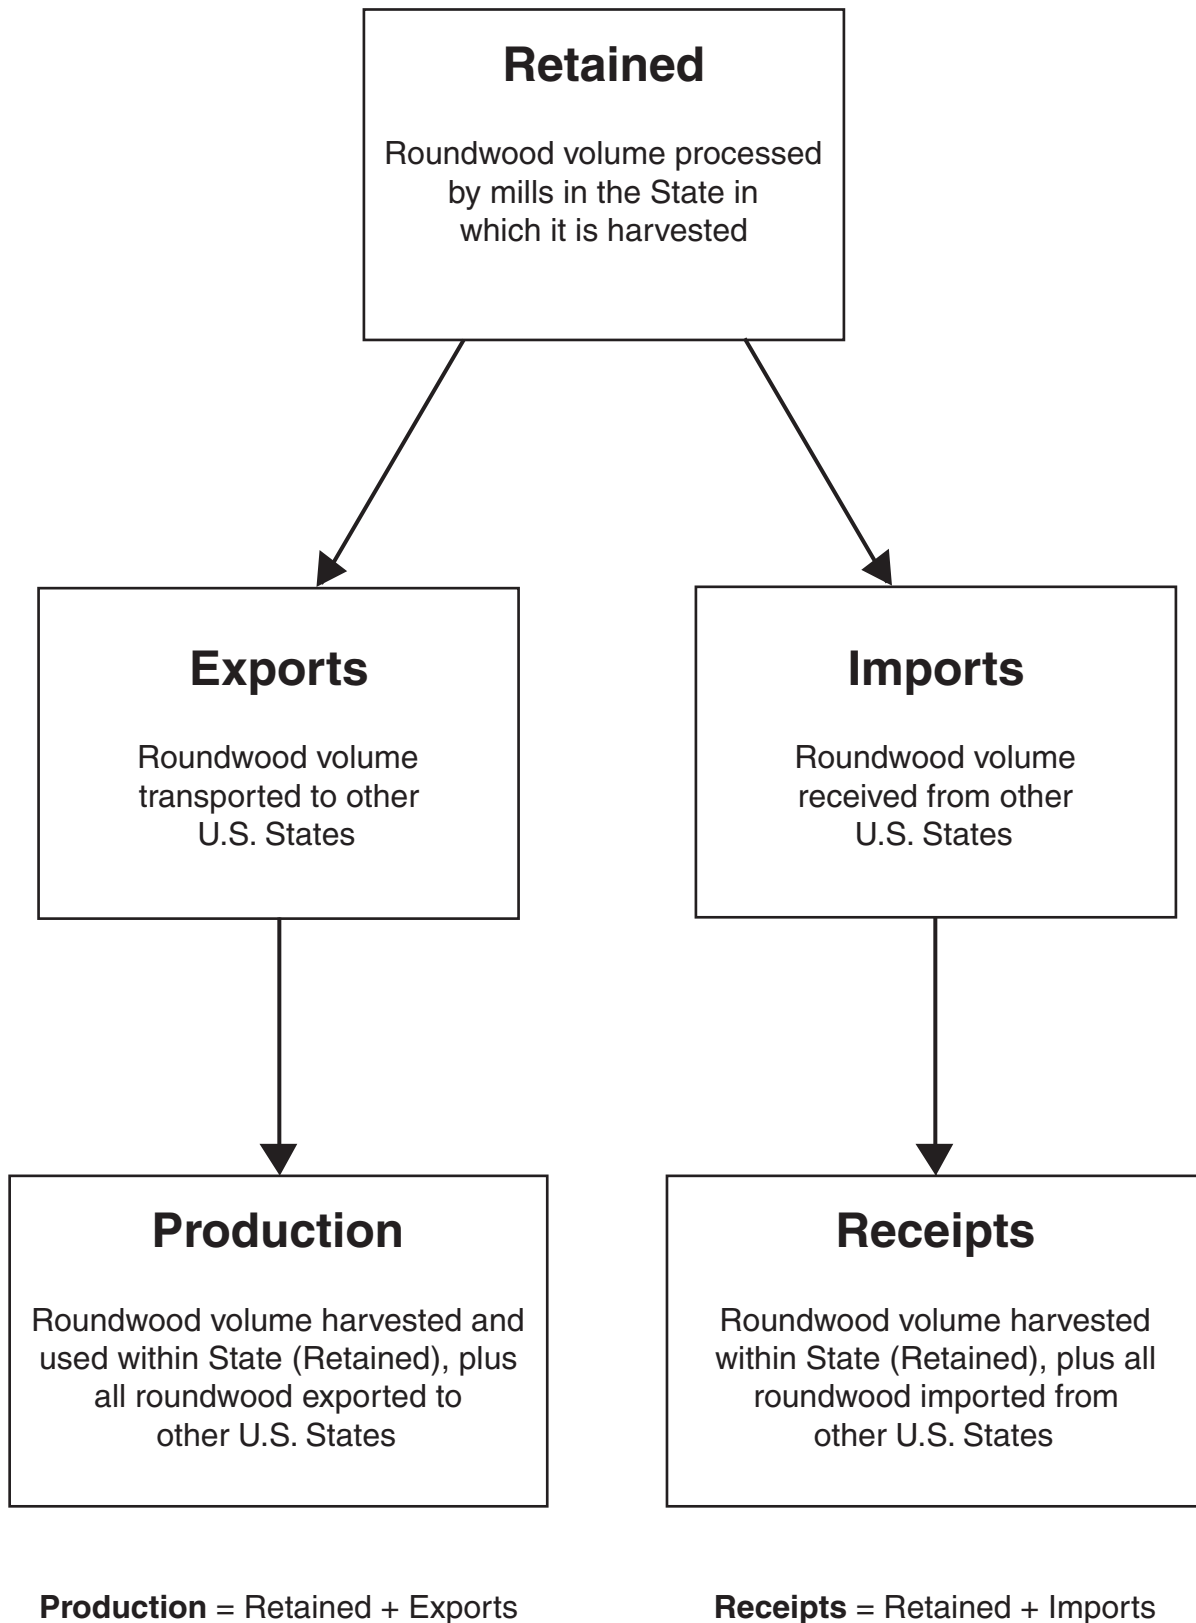 Retained
Roundwood volume processed
by mills in the State in
which it is harvested
Exports
Roundwood volume
transported to other
U.S. States
Imports
Roundwood volume
received from other
U.S. States
Production
Roundwood volume harvested and
used within State (Retained), plus
all roundwood exported to
other U.S. States
Receipts
Roundwood volume harvested
within State (Retained), plus all
roundwood imported from
other U.S. States
Production = Retained + Exports
Receipts = Retained + Imports